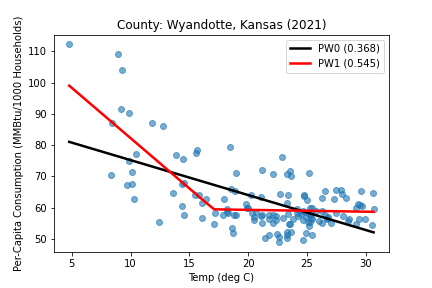 County: Wyandotte, Kansas (2021)
PW0 (0.368)
PW1 (0.545)
Per-Capita Consumption (MMBtu/1000 Households)
110
100
90
80
70
60
50
5 10 15 20 25 30
Temp (deg C)